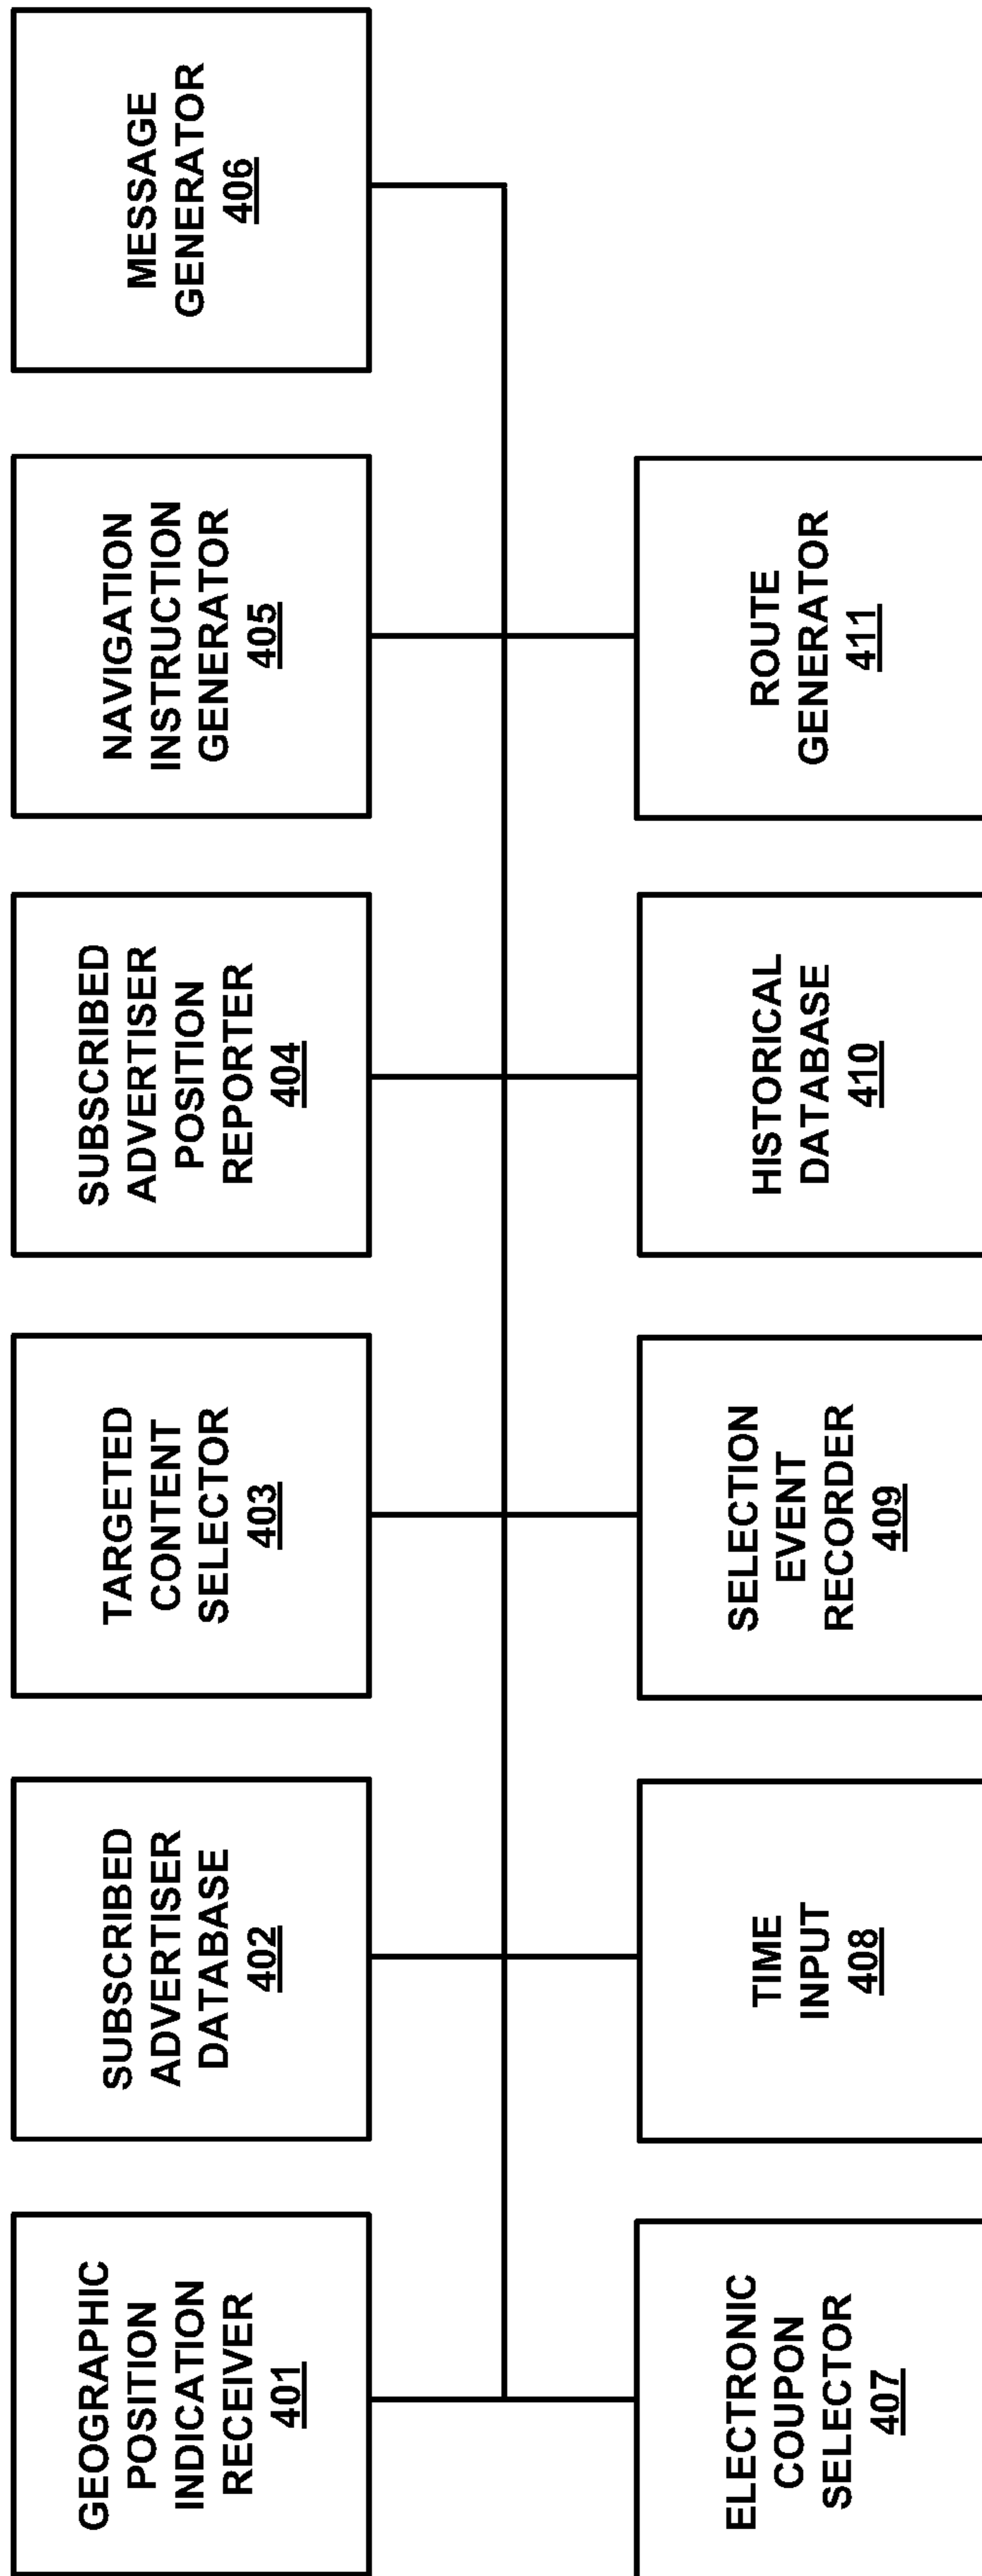 GEOGRAPHIC
POSITION
INDICATION
RECEIVER
401
SUBSCRIBED
ADVERTISER
DATABASE
402
TARGETED
CONTENT
SELECTOR
403
SUBSCRIBED
ADVERTISER
POSITION
REPORTER
404
NAVIGATION
INSTRUCTION
GENERATOR
405
MESSAGE
GENERATOR
406
ELECTRONIC
COUPON
SELECTOR
407
TIME
INPUT
408
SELECTION
EVENT
RECORDER
409
HISTORICAL
DATABASE
410
ROUTE
GENERATOR
411